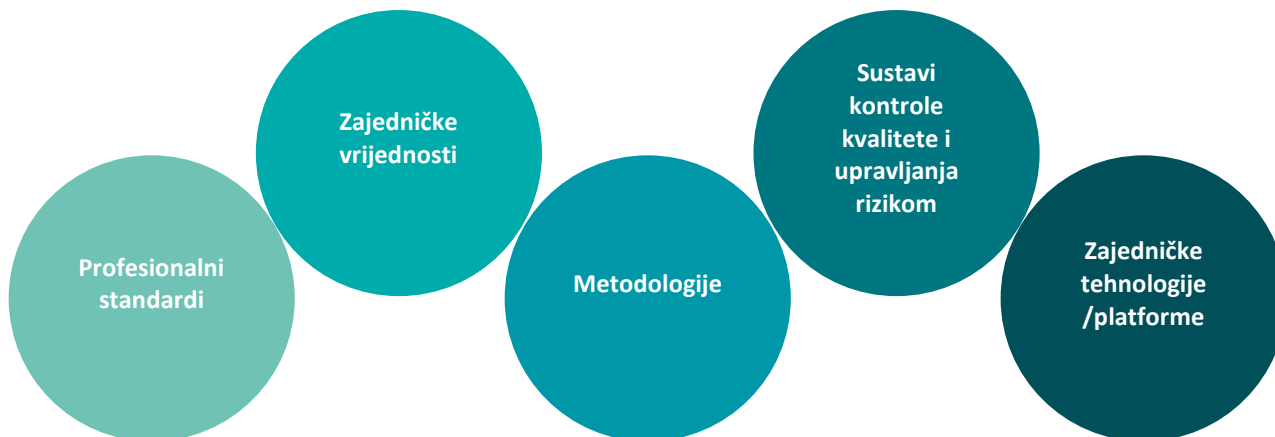 Profesionalni
standardi
Zajedničke
vrijednosti
Metodologije
Sustavi
kontrole
kvalitete i
upravljanja
rizikom
Zajedničke
tehnologije
/platforme